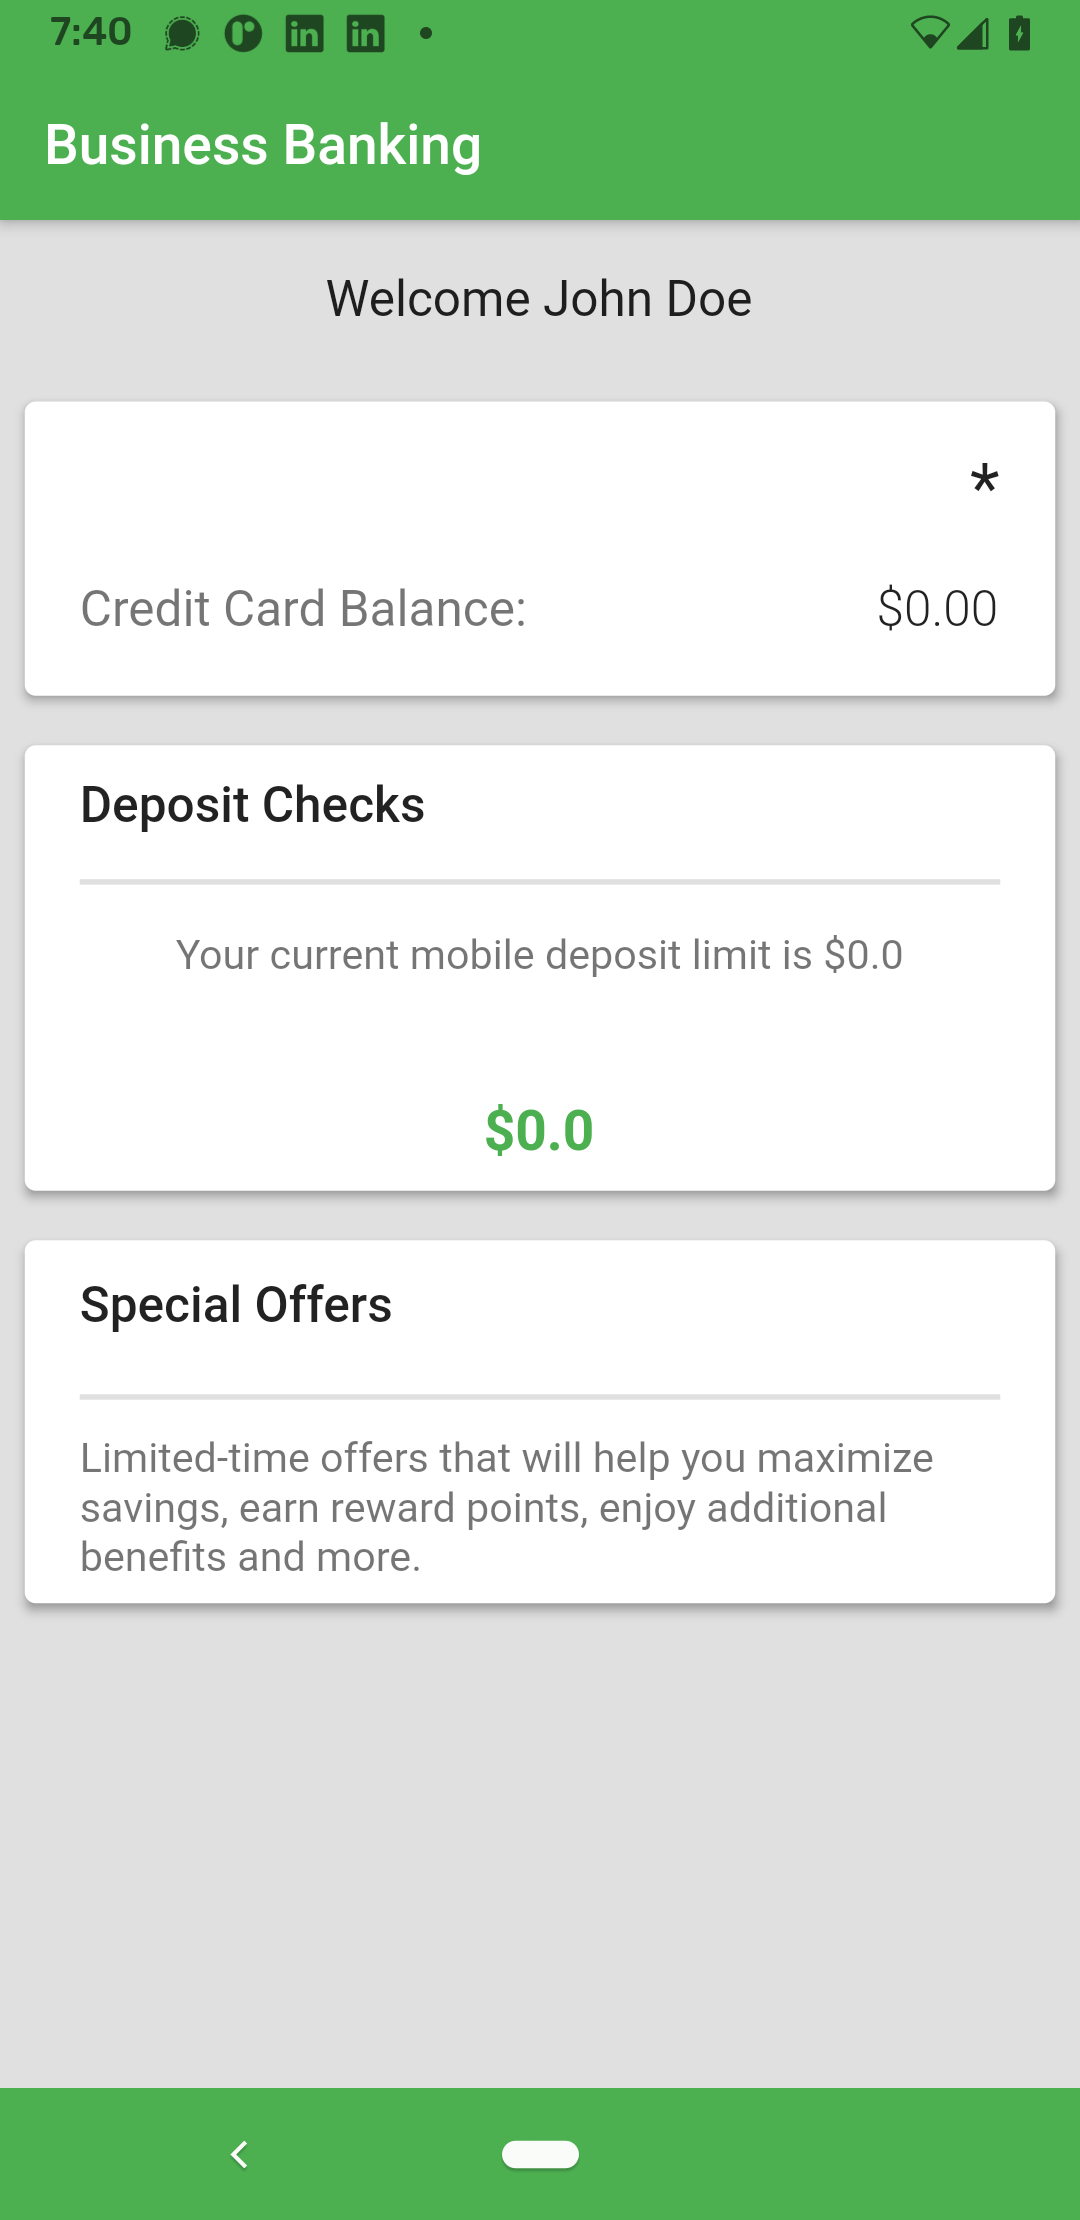 7:40
Business Banking
Welcome John Doe
*
Credit Card Balance: $0.00
Deposit Checks
Your current mobile deposit limit is $0.0
$0.0
Special Offers
Limited-time offers that will help you maximize
savings, earn reward points, enjoy additional
benefits and more.